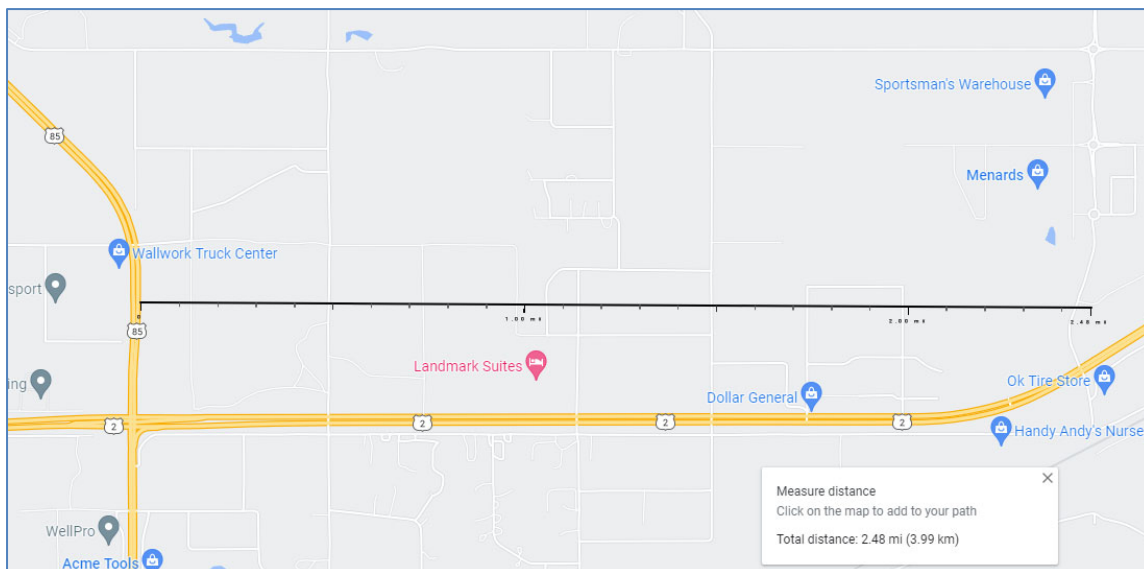 Sportsman's Warehouse
85
Menards
Wallwork Truck Center
sport
0
1.00 mi
2.00 mi
2.48 mi
85
Landmark Suites
ing
Ok Tire Store
Dollar General
2
2
2
2
Handy Andy's Nurse
Measure distance
Click on the map to add to your path
Total distance: 2.48 mi (3.99 km)
WellPro
Acme Tools